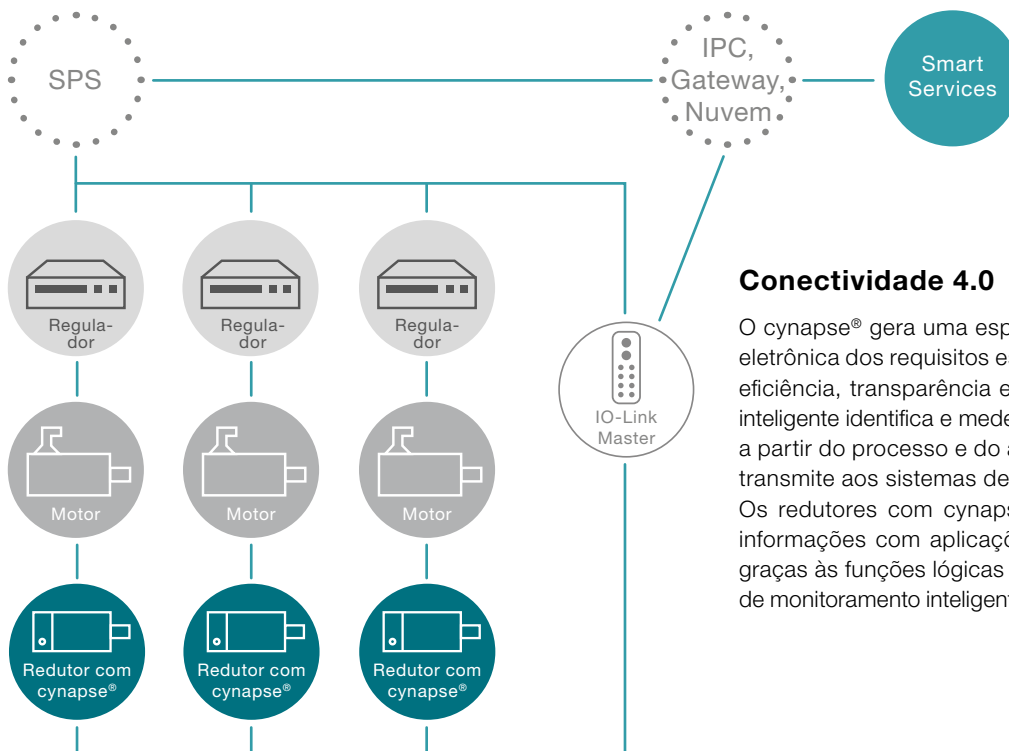 SPS
IPC,
Gateway,
Nuvem
Smart
Services
Regula-
dor
Regula-
dor
Regula-
dor
IO-Link
Master
Motor
Motor
Motor
Redutor com
cynapse®
Redutor com
cynapse®
Redutor com
cynapse®
Conectividade 4.0
O cynapse® gera uma esp
eletrônica dos requisitos e
eficiência, transparência e
inteligente identifica e mede
a partir do processo e do
transmite aos sistemas de
Os redutores com cynaps
informações com aplicaçõ
graças às funções lógicas
de monitoramento inteligen